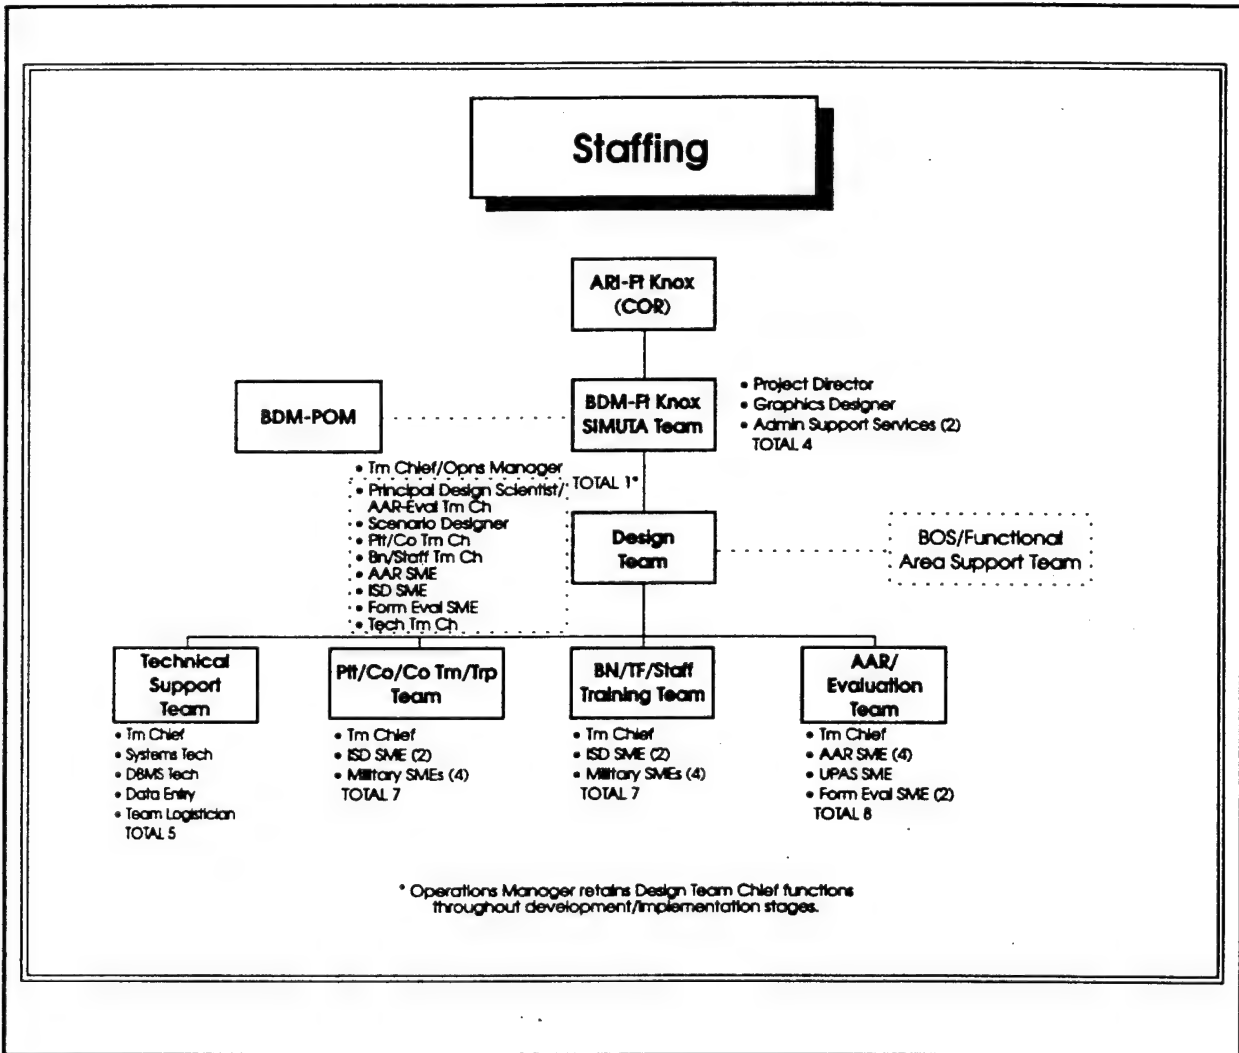 Staffing
ARI-Ft Knox
(COR)
BDM-POM
BDM-Ft Knox
SIMUTA Team
• Project Director
• Graphics Designer
• Admin Support Services (2)
TOTAL 4
• Tm Chief/Opns Manager
• Principal Design Scientist/
AAR-Eval Tm Ch
• Scenario Designer
• Plt/Co Tm Ch
• Bn/Staff Tm Ch
• AAR SME
• ISD SME
• Form Eval SME
• Tech Tm Ch
TOTAL 1*
Design
Team
BOS/Functional
Area Support Team
Technical
Support
Team
• Tm Chief
• Systems Tech
• DBMS Tech
• Data Entry
• Team Logistician
TOTAL 5
Plt/Co/Co Tm/Trp
Team
• Tm Chief
• ISD SME (2)
• Military SMEs (4)
TOTAL 7
BN/TF/Staff
Training Team
• Tm Chief
• ISD SME (2)
• Military SMEs (4)
TOTAL 7
AAR/
Evaluation
Team
• Tm Chief
• AAR SME (4)
• UPAS SME
• Form Eval SME (2)
TOTAL 8
* Operations Manager retains Design Team Chief functions
throughout development/implementation stages.